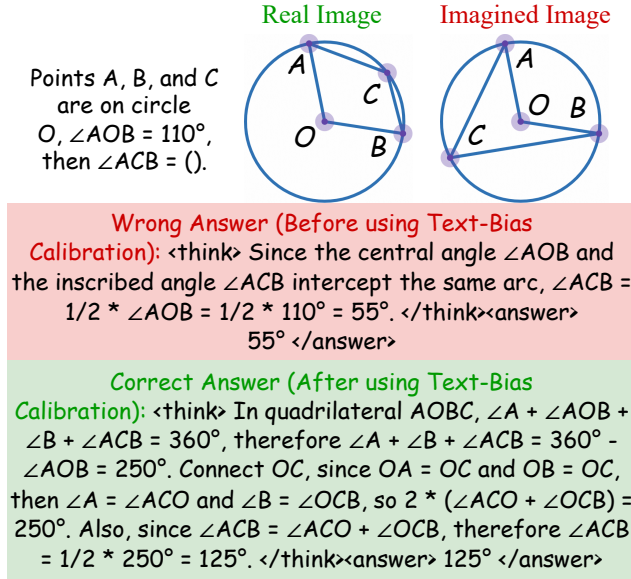 Real Image
Imagined Image
Points A, B, and C
are on circle
O, ∠AOB = 110°,
then ∠ACB = ().
A
C
O
B
A
O
B
C
Wrong Answer (Before using Text-Bias
Calibration): <think> Since the central angle ∠AOB and
the inscribed angle ∠ACB intercept the same arc, ∠ACB =
1/2 * ∠AOB = 1/2 * 110° = 55°. </think><answer>
55° </answer>
Correct Answer (After using Text-Bias
Calibration): <think> In quadrilateral AOBC, ∠A + ∠AOB +
∠B + ∠ACB = 360°, therefore ∠A + ∠B + ∠ACB = 360° -
∠AOB = 250°. Connect OC, since OA = OC and OB = OC,
then ∠A = ∠ACO and ∠B = ∠OCB, so 2 * (∠ACO + ∠OCB) =
250°. Also, since ∠ACB = ∠ACO + ∠OCB, therefore ∠ACB
= 1/2 * 250° = 125°. </think><answer> 125° </answer>